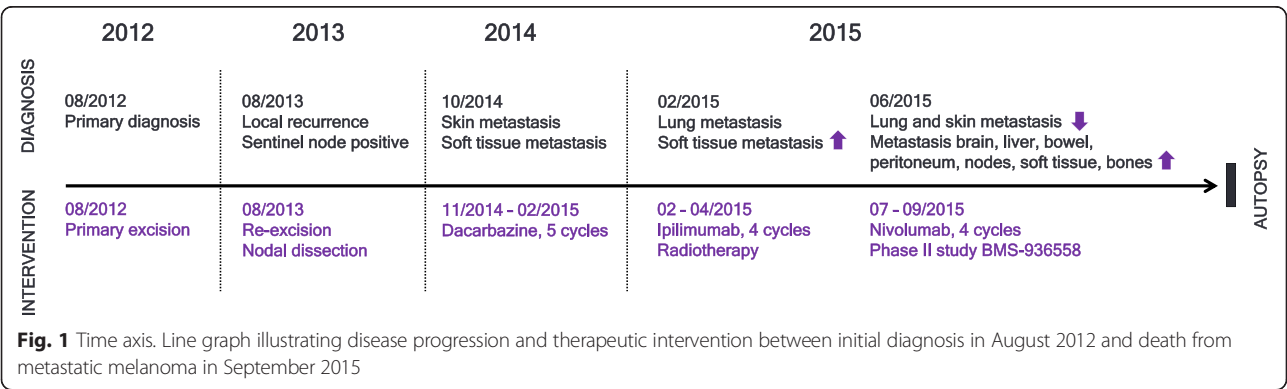 2012
2013
2014
2015
DIAGNOSIS
08/2012
Primary diagnosis
08/2013
Local recurrence
Sentinel node positive
10/2014
Skin metastasis
Soft tissue metastasis
02/2015
Lung metastasis
Soft tissue metastasis
06/2015
Lung and skin metastasis
Metastasis brain, liver, bowel,
peritoneum, nodes, soft tissue, bones
INTERVENTION
08/2012
Primary excision
08/2013
Re-excision
Nodal dissection
11/2014 - 02/2015
Dacarbazine, 5 cycles
02 - 04/2015
Ipilimumab, 4 cycles
Radiotherapy
07 - 09/2015
Nivolumab, 4 cycles
Phase II study BMS-936558
AUTOPSY
Fig. 1 Time axis. Line graph illustrating disease progression and therapeutic intervention between initial diagnosis in August 2012 and death from
metastatic melanoma in September 2015